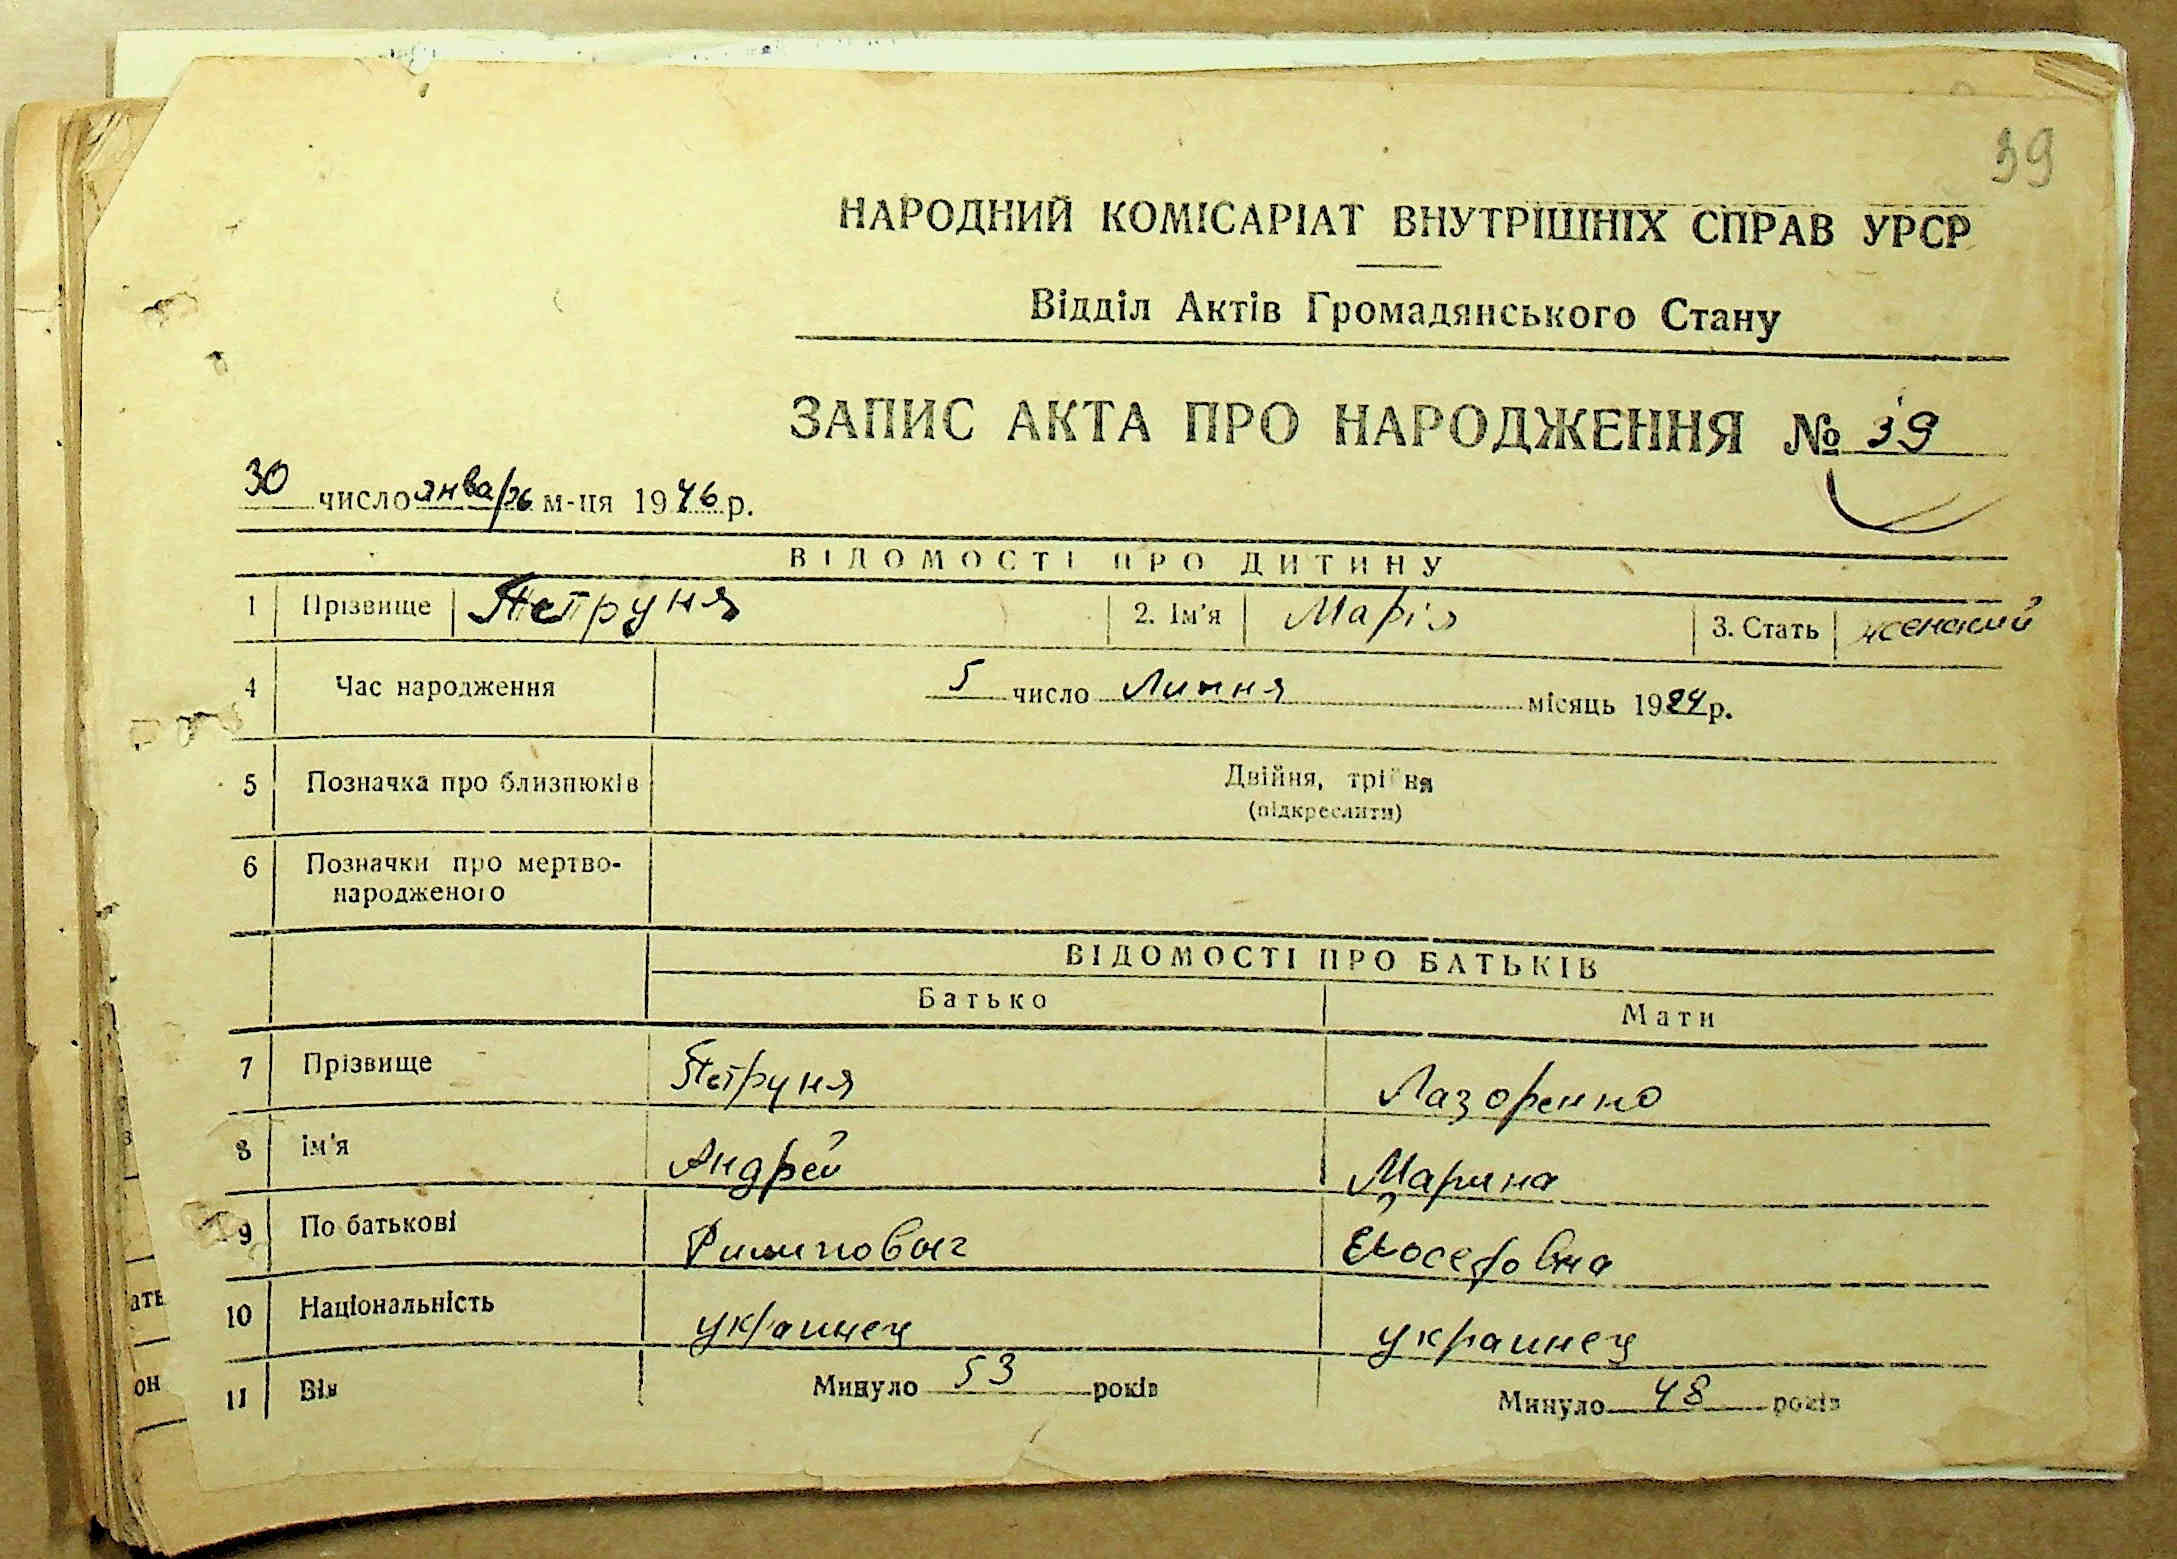 39
НАРОДНИЙ КОМІСАРІАТ ВНУТРІШНІХ СПРАВ УРСР
Відділ Актів Громадянського Стану
ЗАПИС АКТА ПРО НАРОДЖЕННЯ № 39
30 число января м-ця 1946 р.
ВІДОМОСТІ ПРО ДИТИНУ
1 Прізвище Петруня 2. Ім'я Марія 3. Стать женский
4 Час народження 5 число Липня місяць 1924 р.
5 Позначка про близнюків Двійня, трійня
(підкреслити)
6 Позначки про мертво-
народженого
ВІДОМОСТІ ПРО БАТЬКІВ
Батько Мати
7 Прізвище Петруня Лазоренко
8 ім'я Андрей Марина
9 По батькові Филипович Йосефовна
10 Національність украинец украинец
11 Вік Минуло 53 років Минуло 48 років